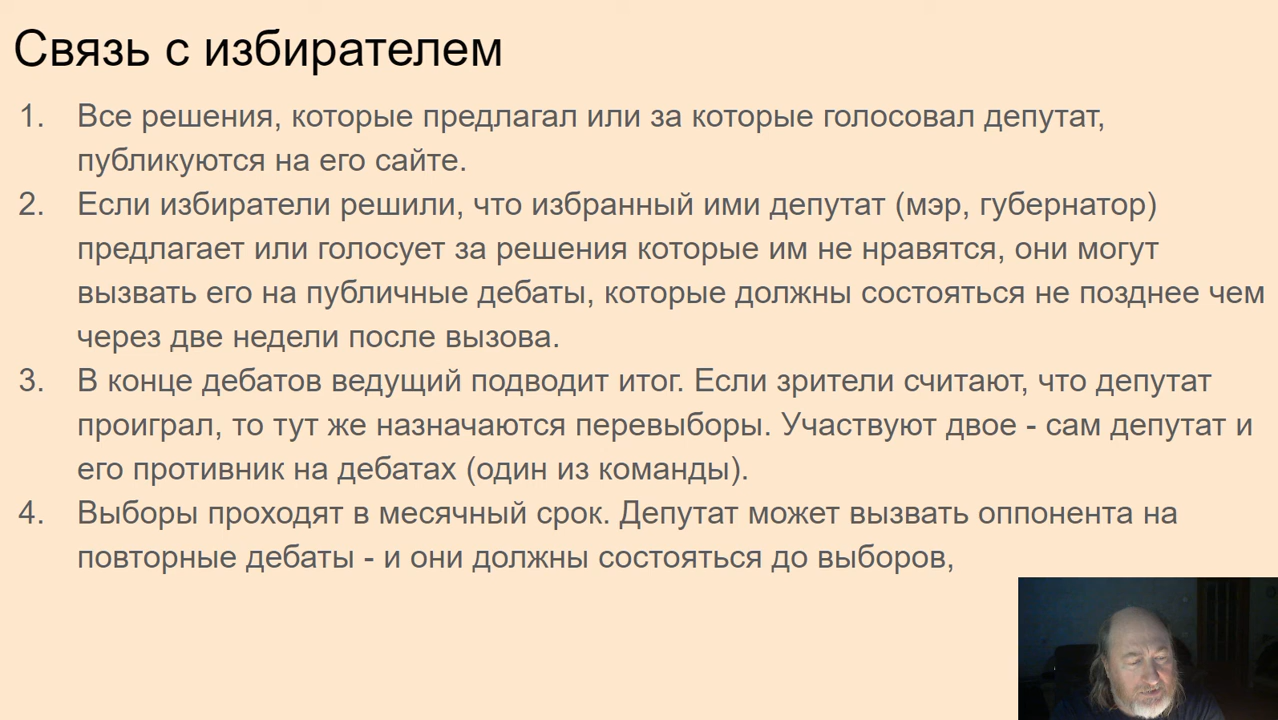 Связь с избирателем
1. Все решения, которые предлагал или за которые голосовал депутат,
публикуются на его сайте.
2. Если избиратели решили, что избранный ими депутат (мэр, губернатор)
предлагает или голосует за решения которые им не нравятся, они могут
вызвать его на публичные дебаты, которые должны состояться не позднее чем
через две недели после вызова.
3. В конце дебатов ведущий подводит итог. Если зрители считают, что депутат
проиграл, то тут же назначаются перевыборы. Участвуют двое - сам депутат и
его противник на дебатах (один из команды).
4. Выборы проходят в месячный срок. Депутат может вызвать оппонента на
повторные дебаты - и они должны состояться до выборов,